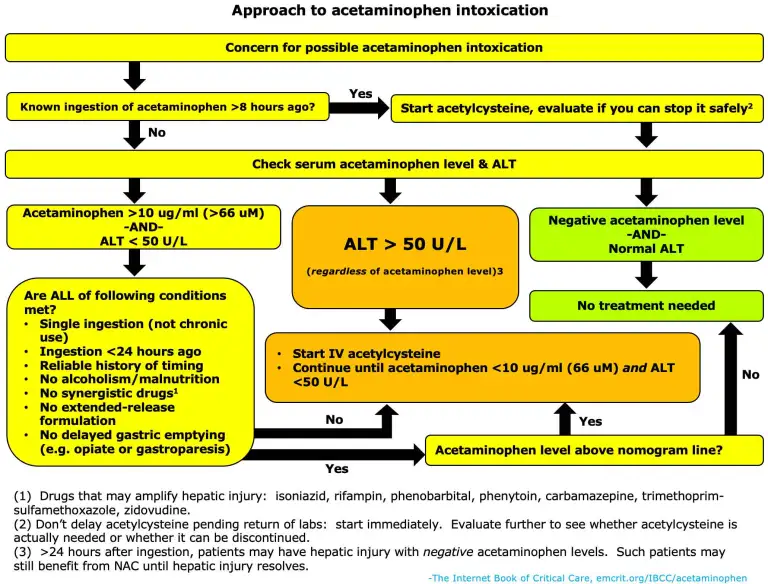 Approach to acetaminophen intoxication
Concern for possible acetaminophen intoxication
Known ingestion of acetaminophen >8 hours ago?
Yes
Start acetylcysteine, evaluate if you can stop it safely2
No
Check serum acetaminophen level & ALT
Acetaminophen >10 ug/ml (>66 uM)
-AND-
ALT < 50 U/L
ALT > 50 U/L
(regardless of acetaminophen level)3
Negative acetaminophen level
-AND-
Normal ALT
No treatment needed
Are ALL of following conditions
met?
• Single ingestion (not chronic
use)
• Ingestion <24 hours ago
• Reliable history of timing
• No alcoholism/malnutrition
• No synergistic drugs1
• No extended-release
formulation
• No delayed gastric emptying
(e.g. opiate or gastroparesis)
• Start IV acetylcysteine
• Continue until acetaminophen <10 ug/ml (66 uM) and ALT
<50 U/L
No
No
Yes
Yes
Acetaminophen level above nomogram line?
(1) Drugs that may amplify hepatic injury: isoniazid, rifampin, phenobarbital, phenytoin, carbamazepine, trimethoprim-
sulfamethoxazole, zidovudine.
(2) Don't delay acetylcysteine pending return of labs: start immediately. Evaluate further to see whether acetylcysteine is
actually needed or whether it can be discontinued.
(3) >24 hours after ingestion, patients may have hepatic injury with negative acetaminophen levels. Such patients may
still benefit from NAC until hepatic injury resolves.
-The Internet Book of Critical Care, emcrit.org/IBCC/acetaminophen